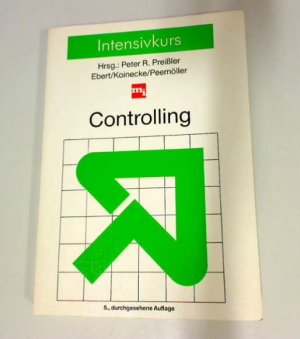 Intensivkurs
Hrsg.: Peter R. Preißler
Ebert/Koinecke/Peemöller
mi
Controlling
5., durchgesehene Auflage